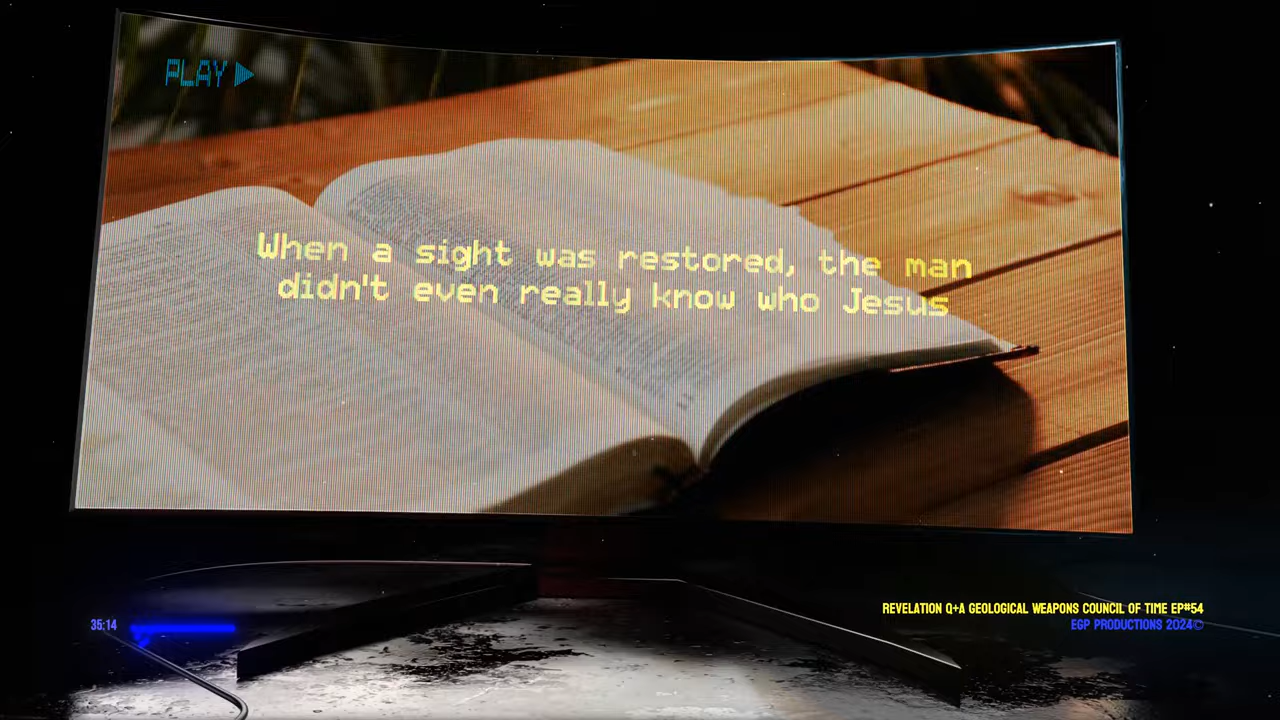 PLAY
When a sight was restored, the man
didn't even really know who Jesus
35:14
REVELATION Q+A GEOLOGICAL WEAPONS COUNCIL OF TIME EP#54
EGP PRODUCTIONS 2024©